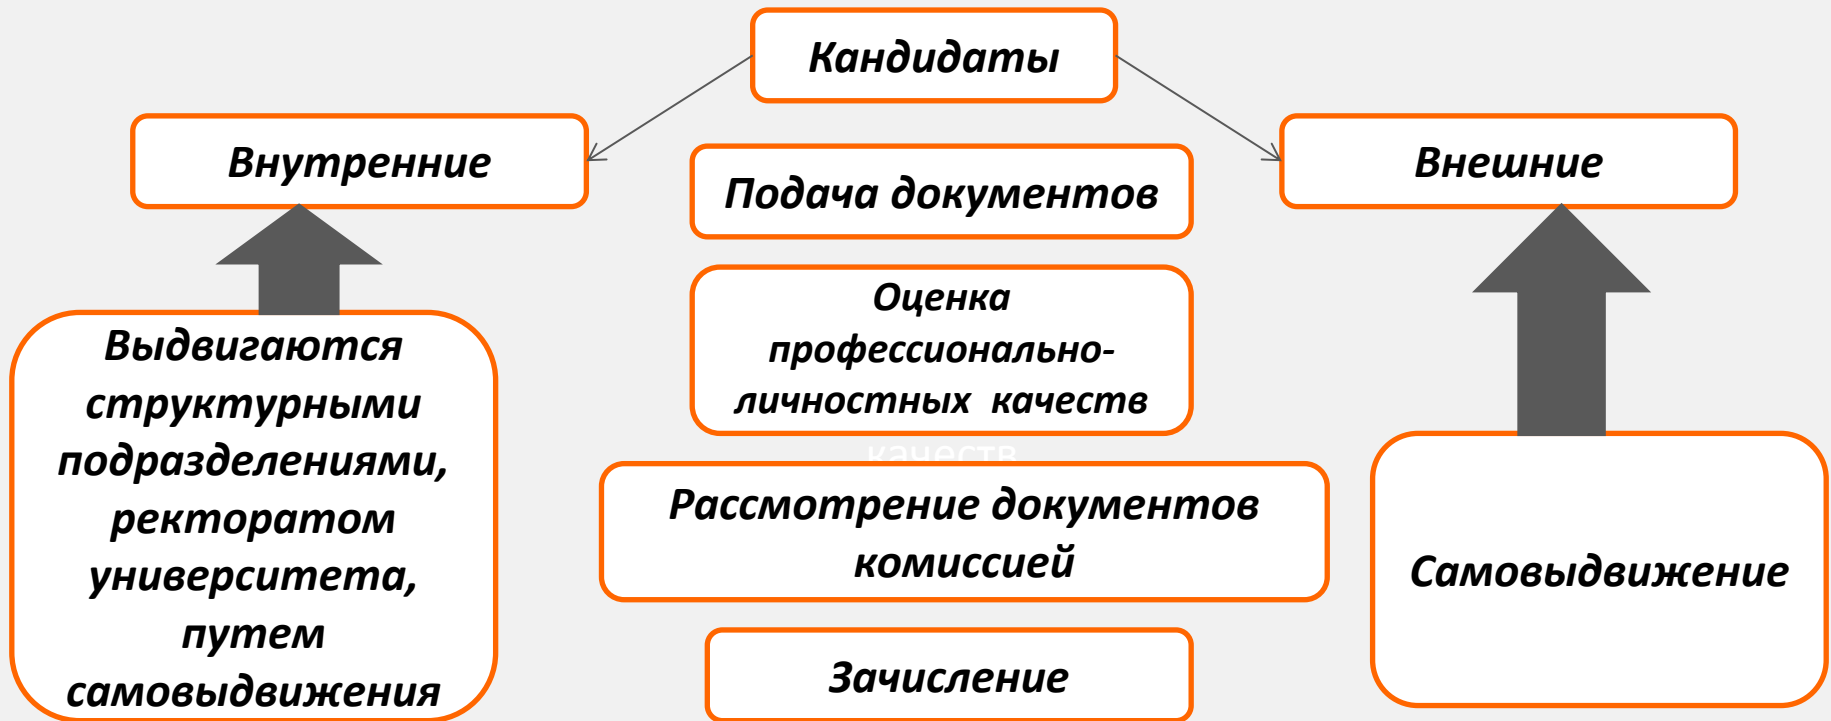 Кандидаты
Внутренние
Внешние
Подача документов
Оценка
профессионально-
личностных качеств
качеств
Выдвигаются
структурными
подразделениями,
ректоратом
университета,
путем
самовыдвижения
Рассмотрение документов
комиссией
Самовыдвижение
Зачисление